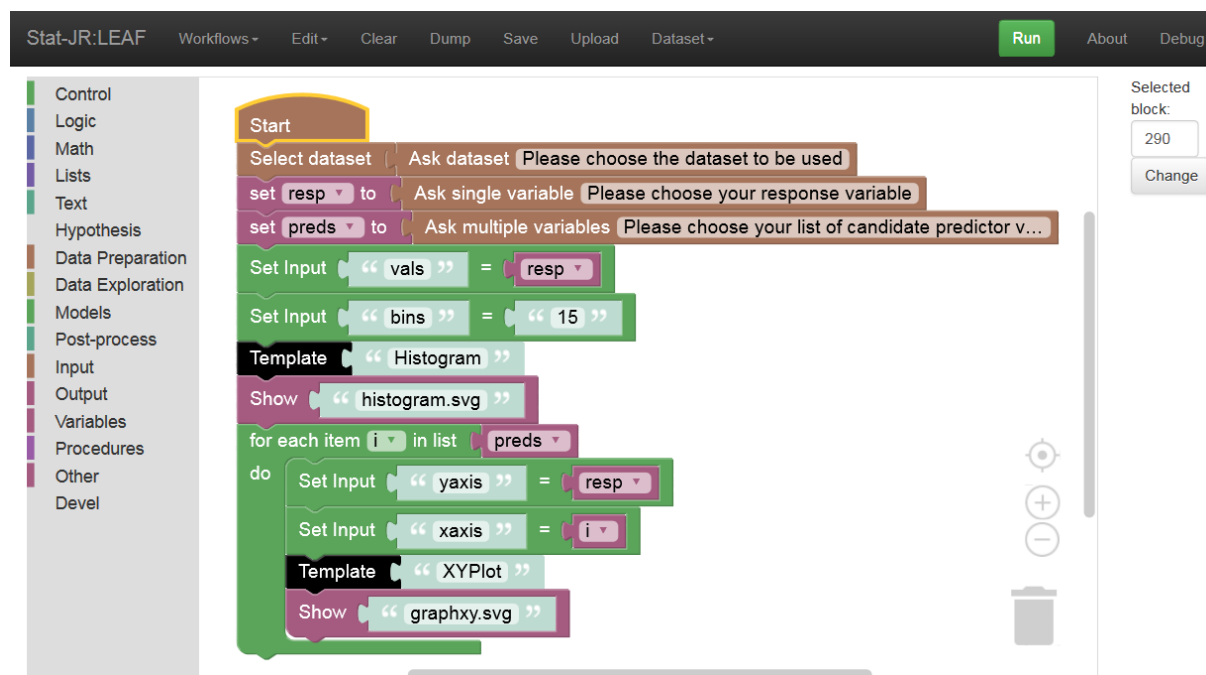 Stat-JR:LEAF Workflows Edit Clear Dump Save Upload Dataset Run About Debug
Control
Logic
Math
Lists
Text
Hypothesis
Data Preparation
Data Exploration
Models
Post-process
Input
Output
Variables
Procedures
Other
Devel
Start
Select dataset Ask dataset Please choose the dataset to be used
set resp to Ask single variable Please choose your response variable
set preds to Ask multiple variables Please choose your list of candidate predictor v...
Set Input “ vals ” = resp
Set Input “ bins ” = “ 15 ”
Template “ Histogram ”
Show “ histogram.svg ”
for each item i in list preds
do Set Input “ yaxis ” = resp
Set Input “ xaxis ” = i
Template “ XYPlot ”
Show “ graphxy.svg ”
Selected
block:
290
Change